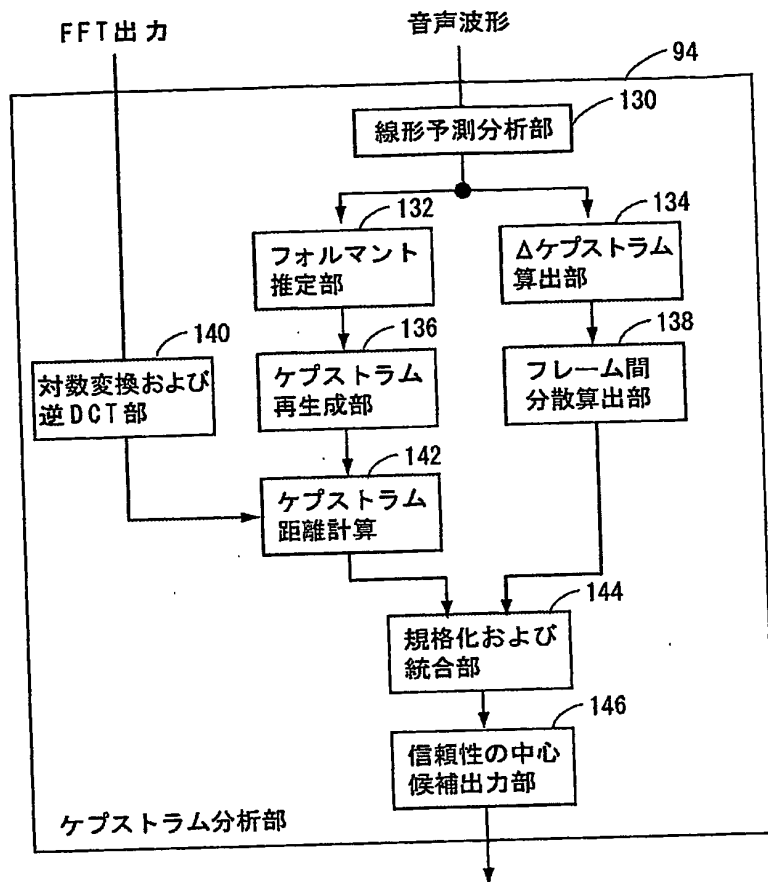 FFT出力
音声波形
94
線形予測分析部
130
フォルマント
推定部
132
Δケプストラム
算出部
134
対数変換および
逆DCT部
140
ケプストラム
再生成部
136
フレーム間
分散算出部
138
ケプストラム
距離計算
142
規格化および
統合部
144
信頼性の中心
候補出力部
146
ケプストラム分析部